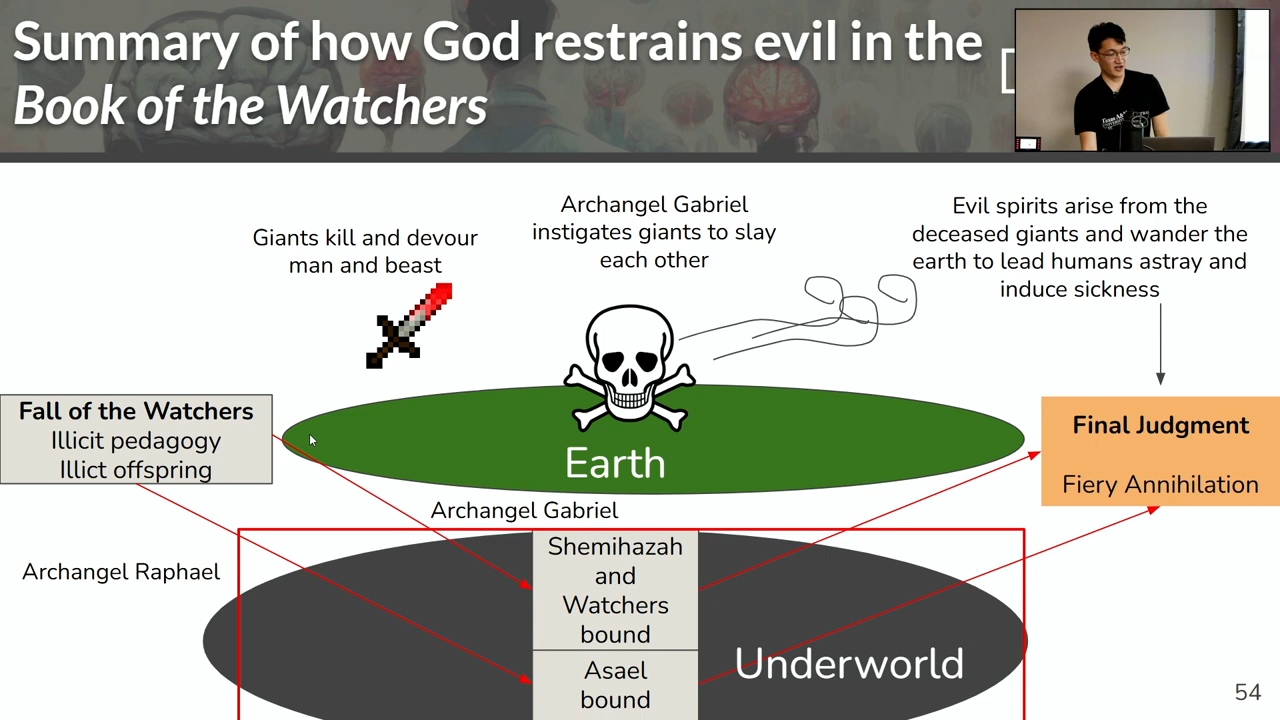 Summary of how God restrains evil in the
Book of the Watchers
Giants kill and devour
man and beast
Archangel Gabriel
instigates giants to slay
each other
Evil spirits arise from the
deceased giants and wander the
earth to lead humans astray and
induce sickness
Fall of the Watchers
Illicit pedagogy
Illict offspring
Earth
Final Judgment
Fiery Annihilation
Archangel Gabriel
Archangel Raphael
Shemihazah
and
Watchers
bound
Asael
bound
Underworld
54